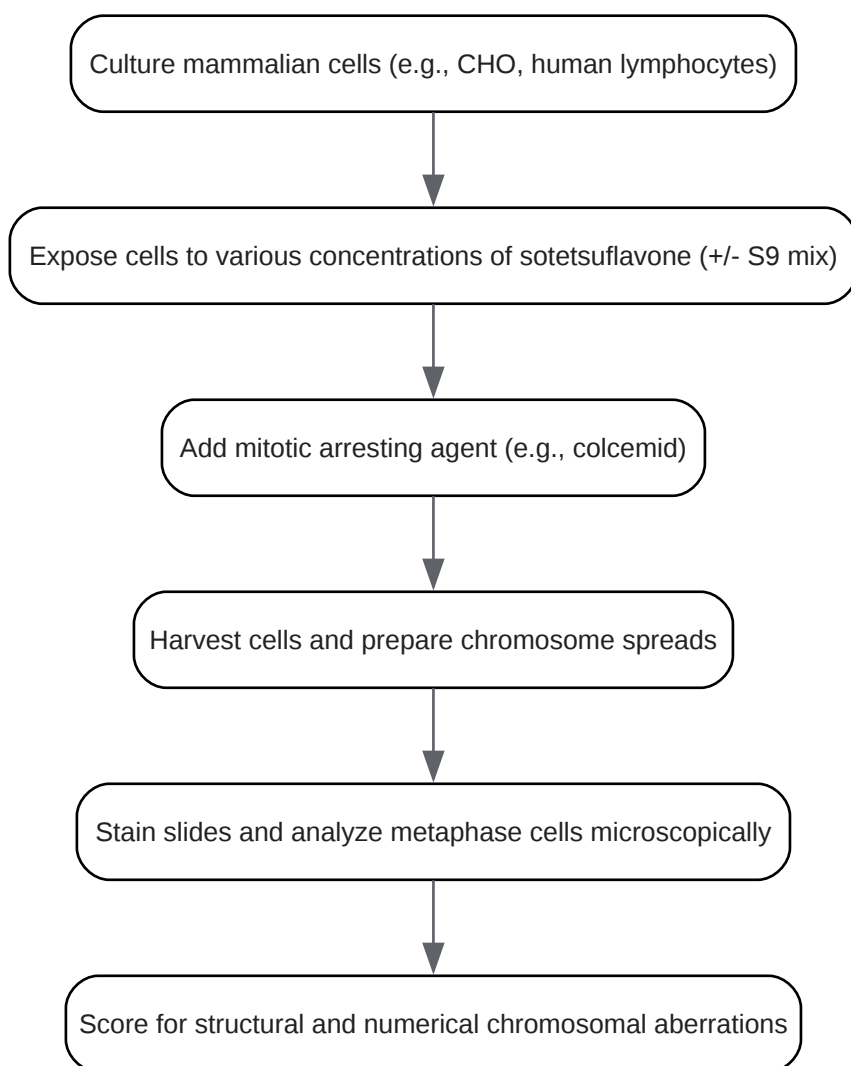 Culture mammalian cells (e.g., CHO, human lymphocytes)
Expose cells to various concentrations of sotetsuflavone (+/- S9 mix)
Add mitotic arresting agent (e.g., colcemid)
Harvest cells and prepare chromosome spreads
Stain slides and analyze metaphase cells microscopically
Score for structural and numerical chromosomal aberrations